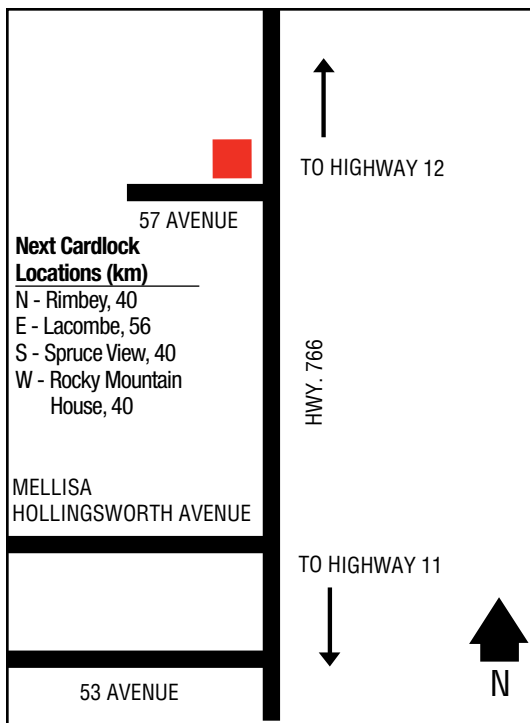 TO HIGHWAY 12
57 AVENUE
Next Cardlock
Locations (km)
N - Rimbey, 40
E - Lacombe, 56
S - Spruce View, 40
W - Rocky Mountain
House, 40
HWY. 766
MELLISA
HOLLINGSWORTH AVENUE
TO HIGHWAY 11
53 AVENUE
N